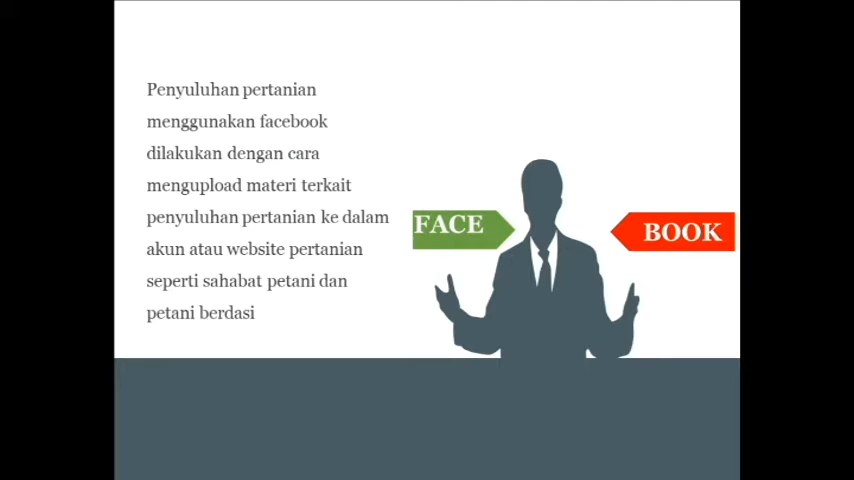 Penyuluhan pertanian
menggunakan facebook
dilakukan dengan cara
mengupload materi terkait
penyuluhan pertanian ke dalam
akun atau website pertanian
seperti sahabat petani dan
petani berdasi
FACE
BOOK